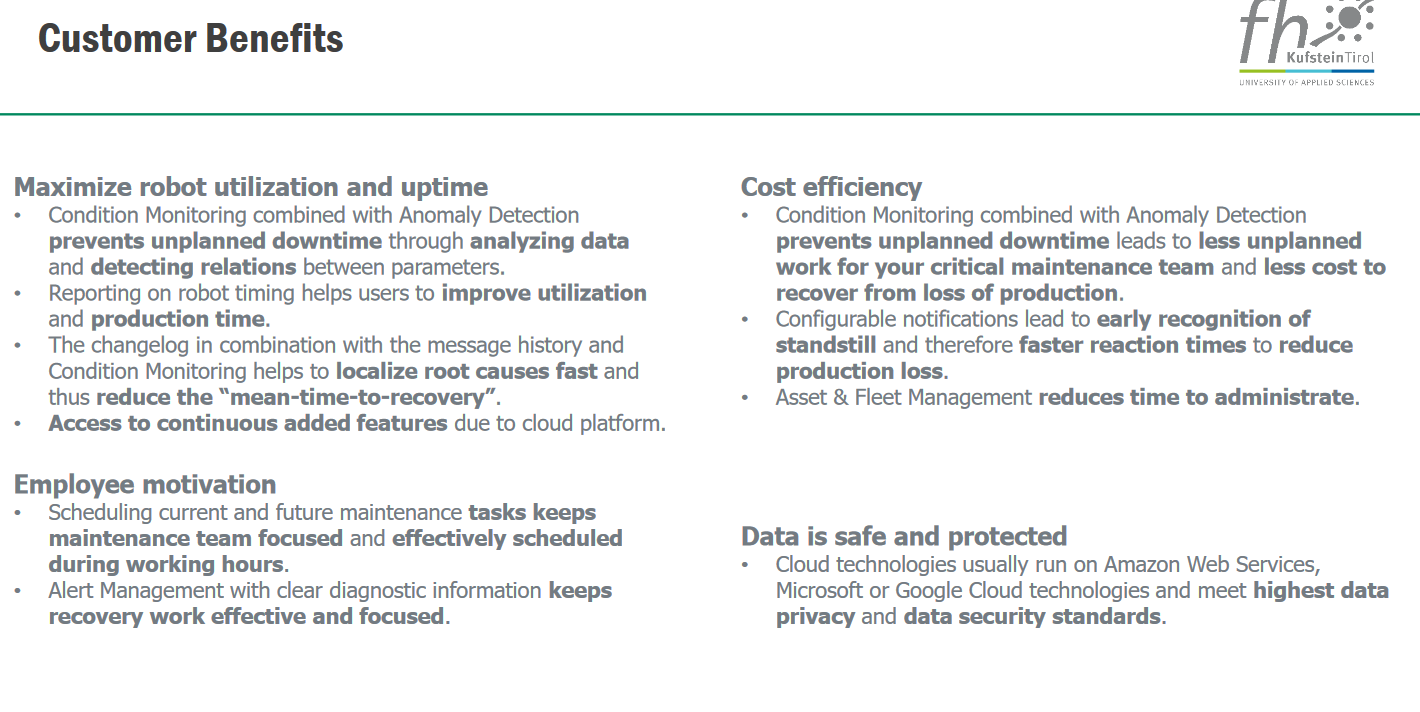 Customer Benefits
fh
KufsteinTirol
UNIVERSITY OF APPLIED SCIENCES
Maximize robot utilization and uptime
• Condition Monitoring combined with Anomaly Detection
prevents unplanned downtime through analyzing data
and detecting relations between parameters.
• Reporting on robot timing helps users to improve utilization
and production time.
• The changelog in combination with the message history and
Condition Monitoring helps to localize root causes fast and
thus reduce the “mean-time-to-recovery”.
• Access to continuous added features due to cloud platform.
Employee motivation
• Scheduling current and future maintenance tasks keeps
maintenance team focused and effectively scheduled
during working hours.
• Alert Management with clear diagnostic information keeps
recovery work effective and focused.
Cost efficiency
• Condition Monitoring combined with Anomaly Detection
prevents unplanned downtime leads to less unplanned
work for your critical maintenance team and less cost to
recover from loss of production.
• Configurable notifications lead to early recognition of
standstill and therefore faster reaction times to reduce
production loss.
• Asset & Fleet Management reduces time to administrate.
Data is safe and protected
• Cloud technologies usually run on Amazon Web Services,
Microsoft or Google Cloud technologies and meet highest data
privacy and data security standards.